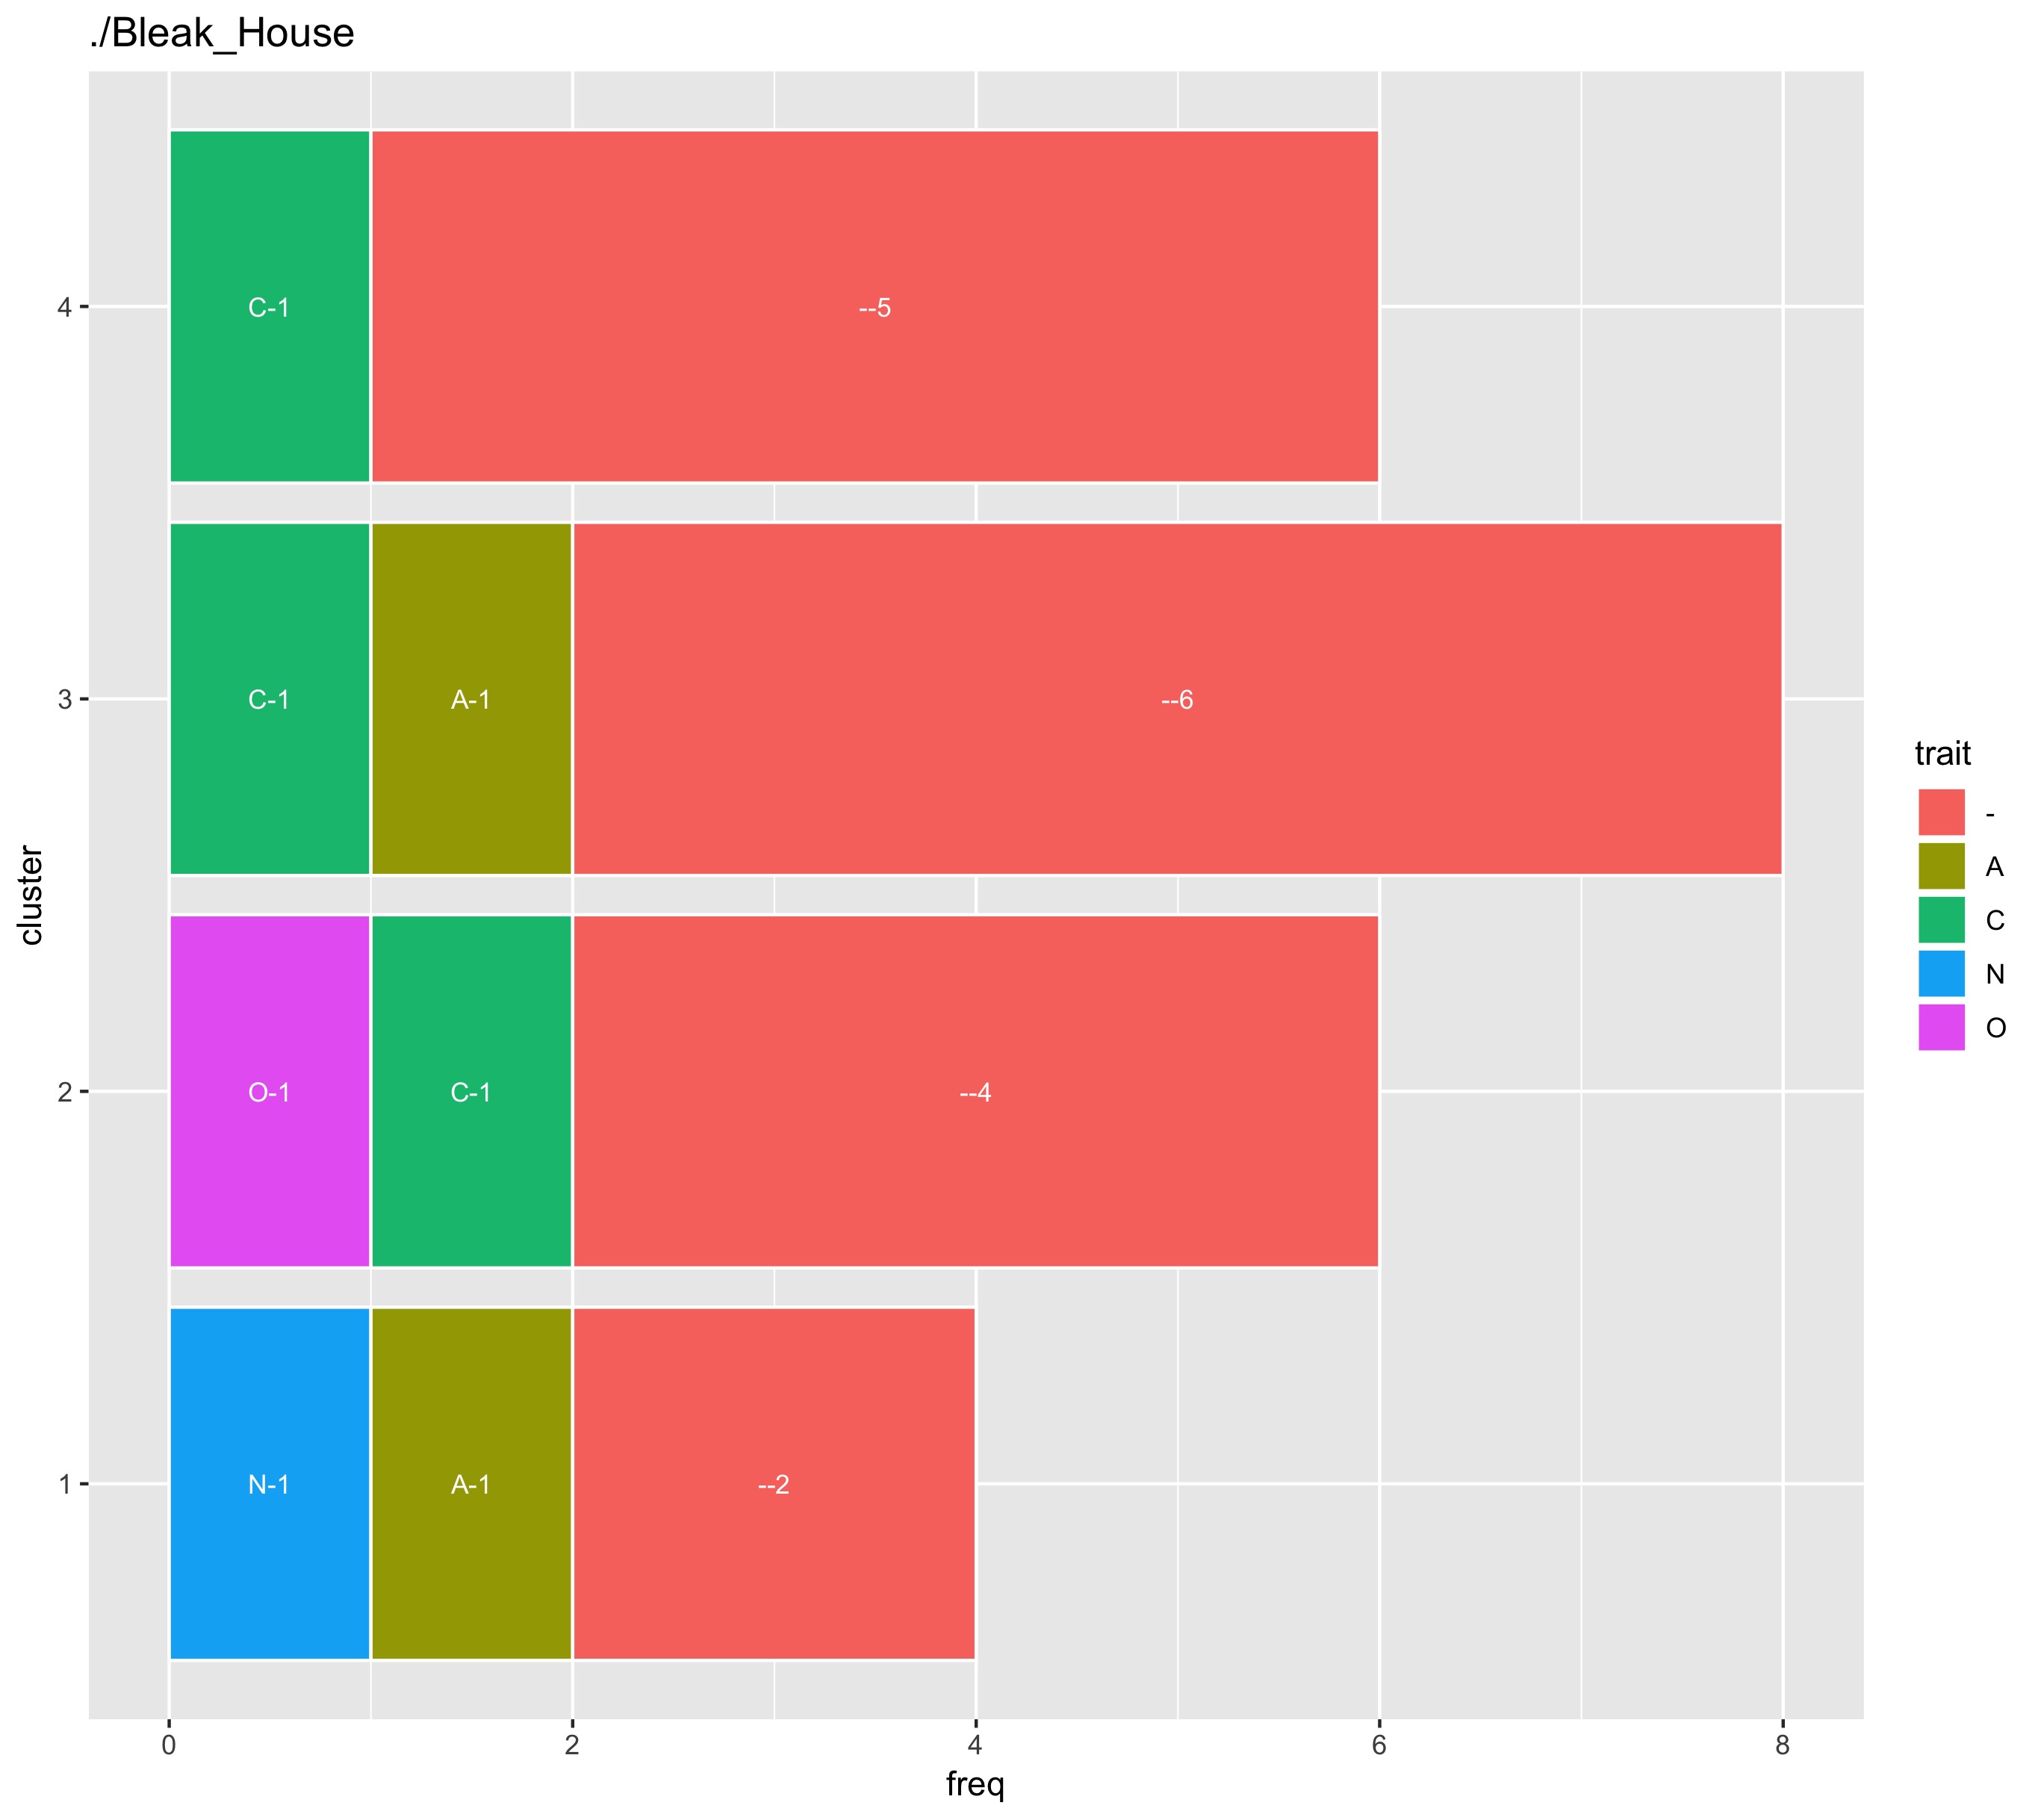 ./Bleak_House
4
C-1
--5
3
C-1
A-1
--6
2
O-1
C-1
--4
1
N-1
A-1
--2
0
2
4
6
8
freq
cluster
trait
-
A
C
N
O